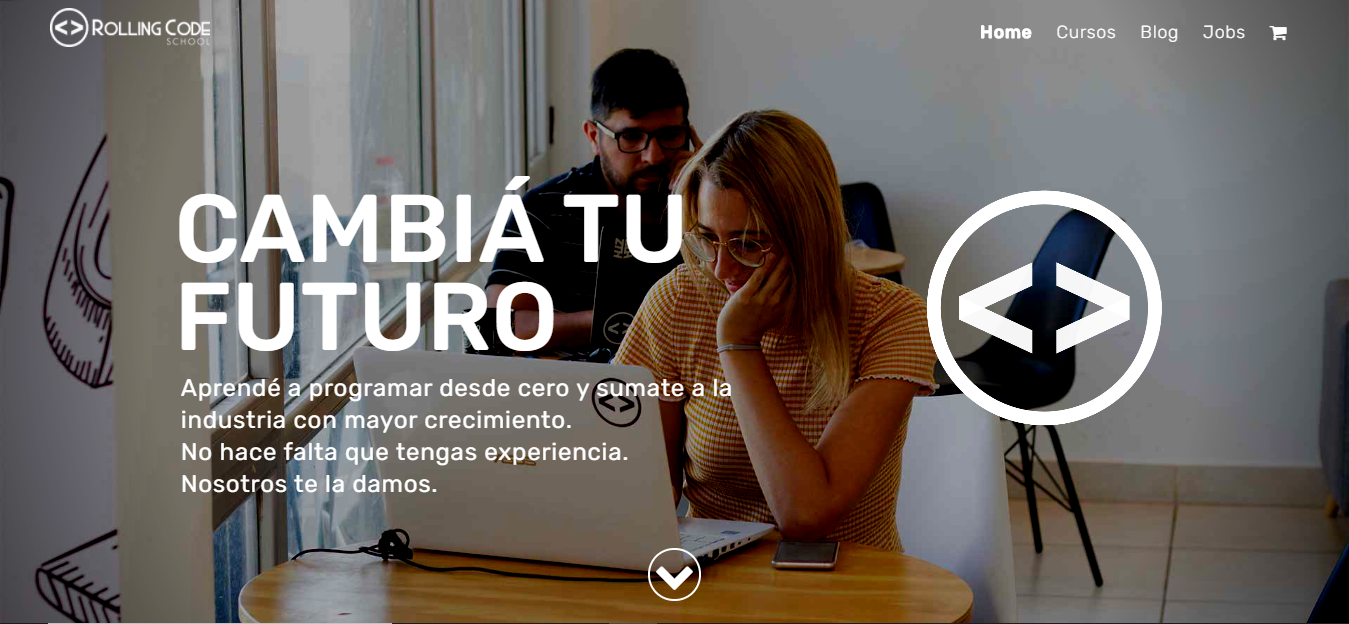 <> ROLLING CODE
SCHOOL
Home Cursos Blog Jobs
CAMBIÁ TU
FUTURO
Aprendé a programar desde cero y sumate a la
industria con mayor crecimiento.
No hace falta que tengas experiencia.
Nosotros te la damos.
<>